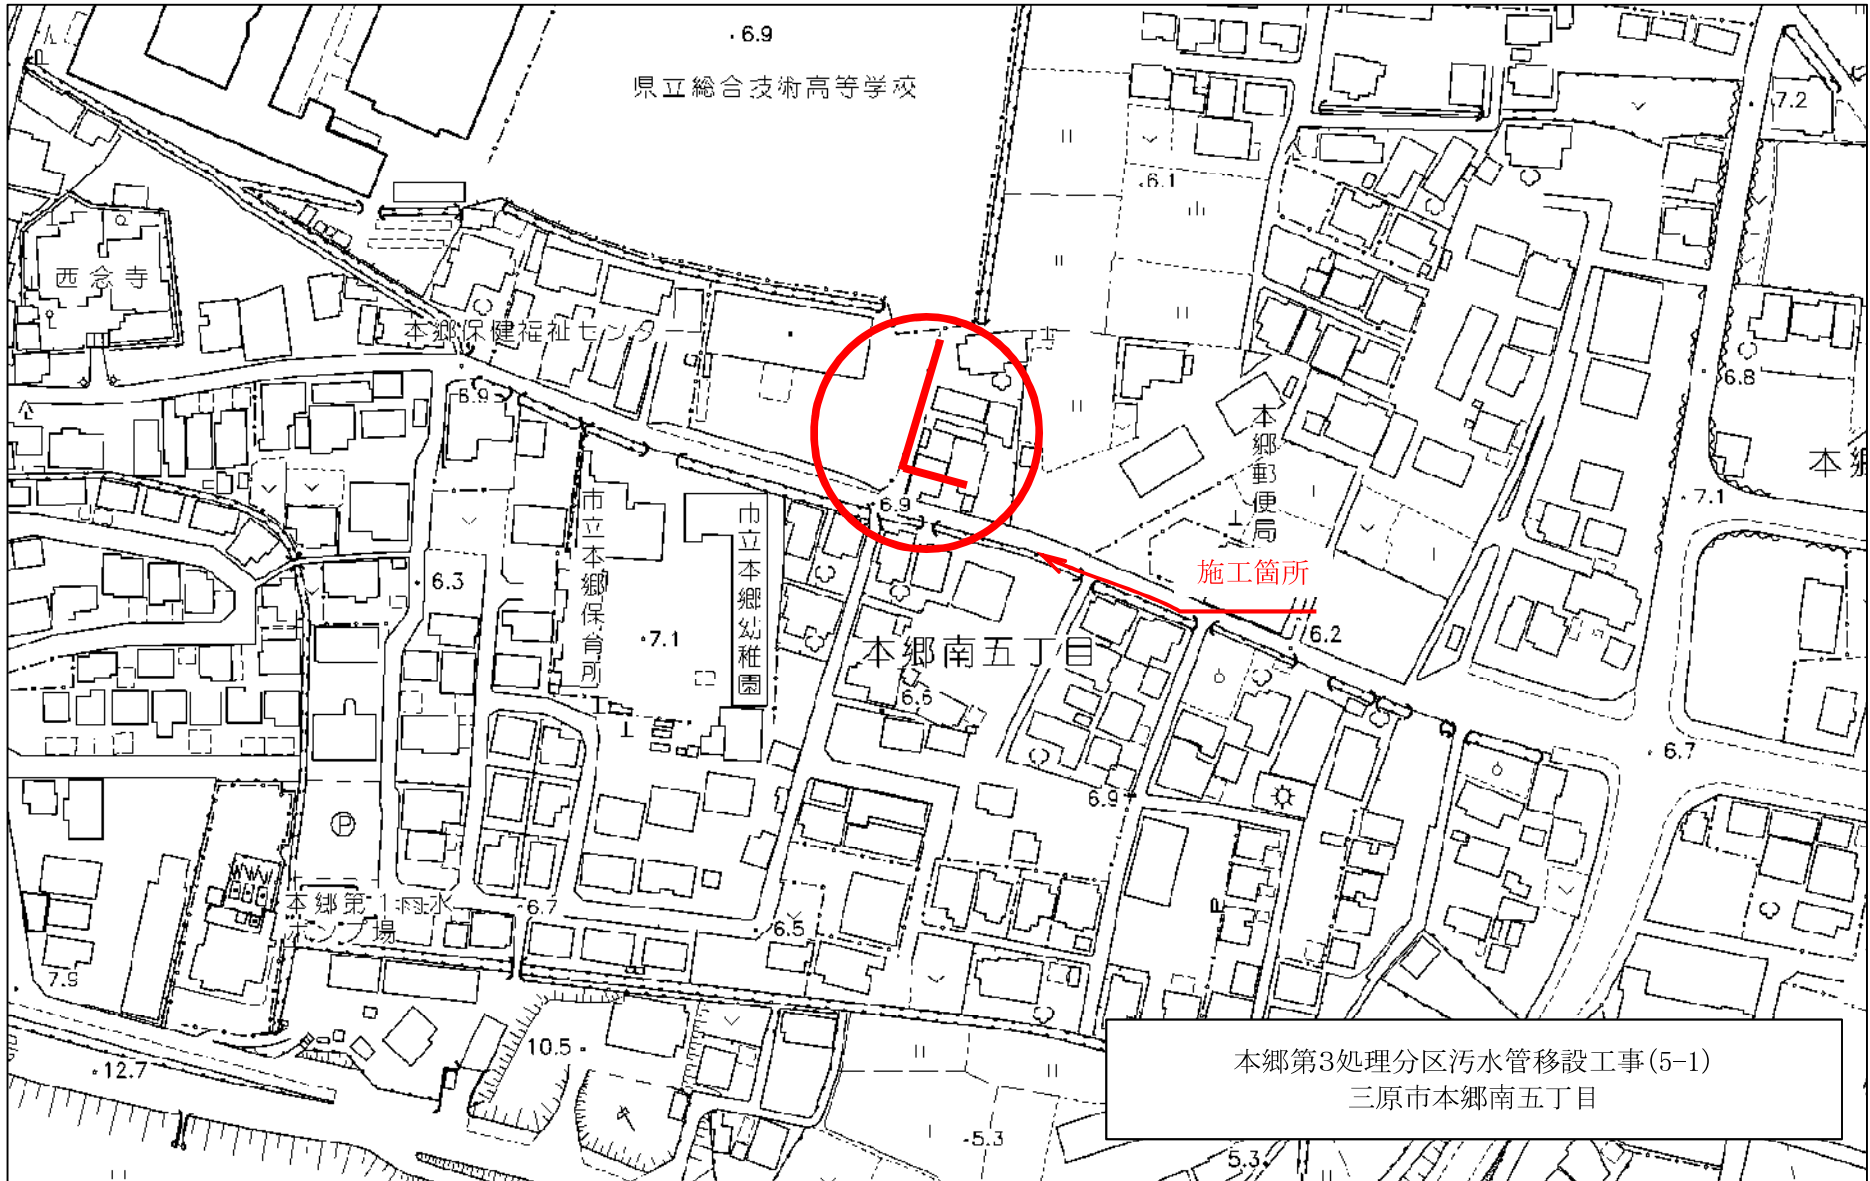 6.9
県立総合技術高等学校
7.2
6.1
西念寺
本郷保健福祉センター
6.8
6.9
本郷郵便局
本郷
7.1
6.9
市立本郷保育所
市立本郷幼稚園
施工箇所
6.3
7.1
本郷南五丁目
6.2
6.6
6.7
6.9
P
本郷第1雨水
ポンプ場
6.7
6.5
7.9
10.5
12.7
5.3
5.3
本郷第3処理分区汚水管移設工事(5-1)
三原市本郷南五丁目